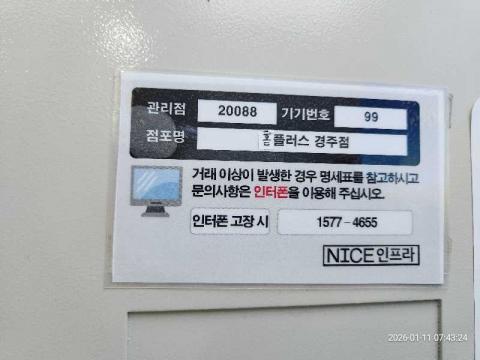 관리점 20088 기기번호 99
점포명 홈플러스 경주점
거래 이상이 발생한 경우 명세표를 참고하시고
문의사항은 인터폰을 이용해 주십시오.
인터폰 고장 시 1577-4655
NICE인프라
2026-01-11 07:43:24